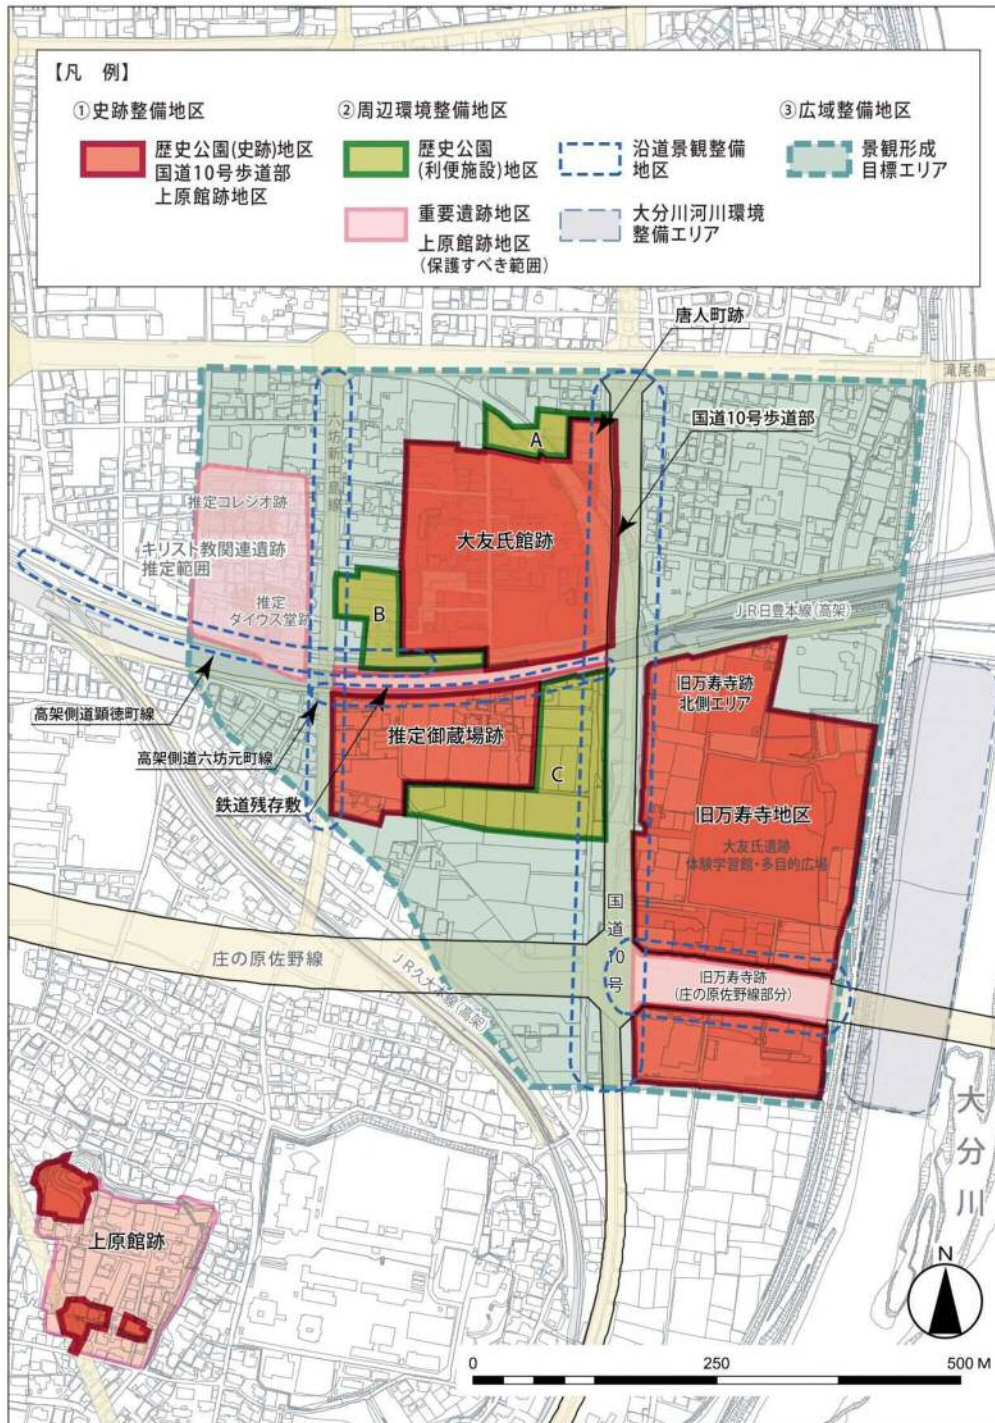 【凡　例】
①史跡整備地区
歴史公園(史跡)地区
国道10号歩道部
上原館跡地区
②周辺環境整備地区
歴史公園
(利便施設)地区
沿道景観整備
地区
重要遺跡地区
上原館跡地区
（保護すべき範囲）
大分川河川環境
整備エリア
③広域整備地区
景観形成
目標エリア
唐人町跡
滝尾橋
国道10号歩道部
六坊新中島線
A
推定コレジオ跡
大友氏館跡
キリスト教関連遺跡
推定範囲
推定
ダイウス堂跡
B
JR日豊本線(高架)
旧万寿寺跡
北側エリア
高架側道顕徳町線
推定御蔵場跡
高架側道六坊元町線
C
鉄道残存敷
旧万寿寺地区
大友氏遺跡
体験学習館・多目的広場
国道10号
庄の原佐野線
JR久大本線(高架)
旧万寿寺跡
(庄の原佐野線部分)
大分川
上原館跡
N
0 250 500 M